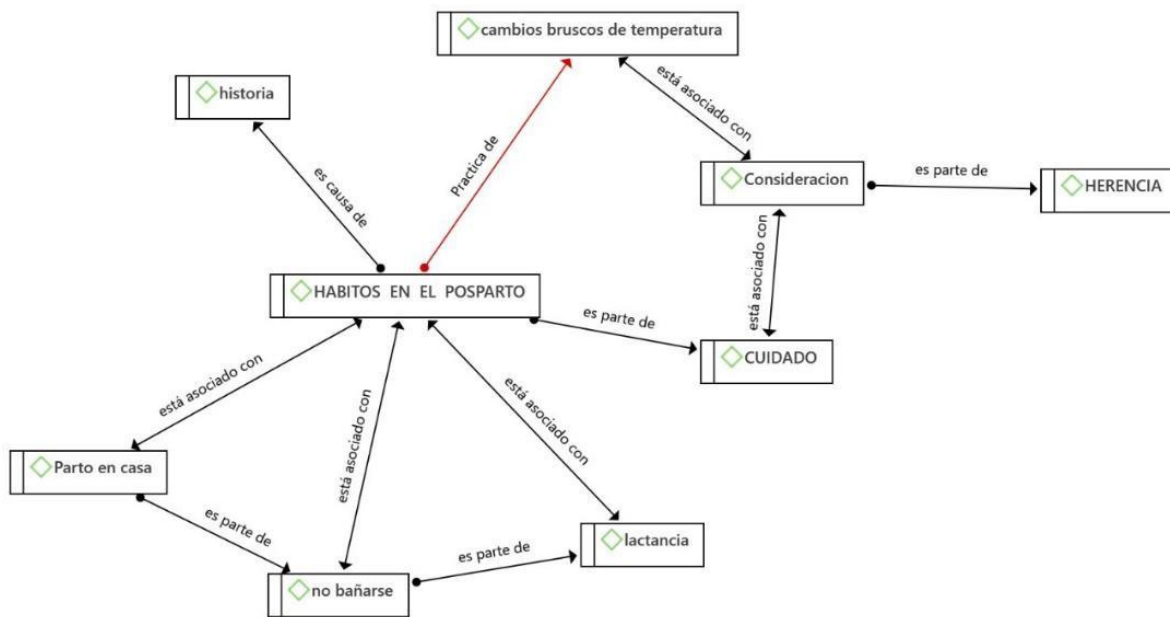 cambios bruscos de temperatura
está asociado con
historia
Practica de
es causa de
Consideracion
es parte de
HERENCIA
está asociado con
HABITOS EN EL POSPARTO
es parte de
CUIDADO
está asociado con
está asociado con
está asociado con
Parto en casa
es parte de
lactancia
es parte de
no bañarse